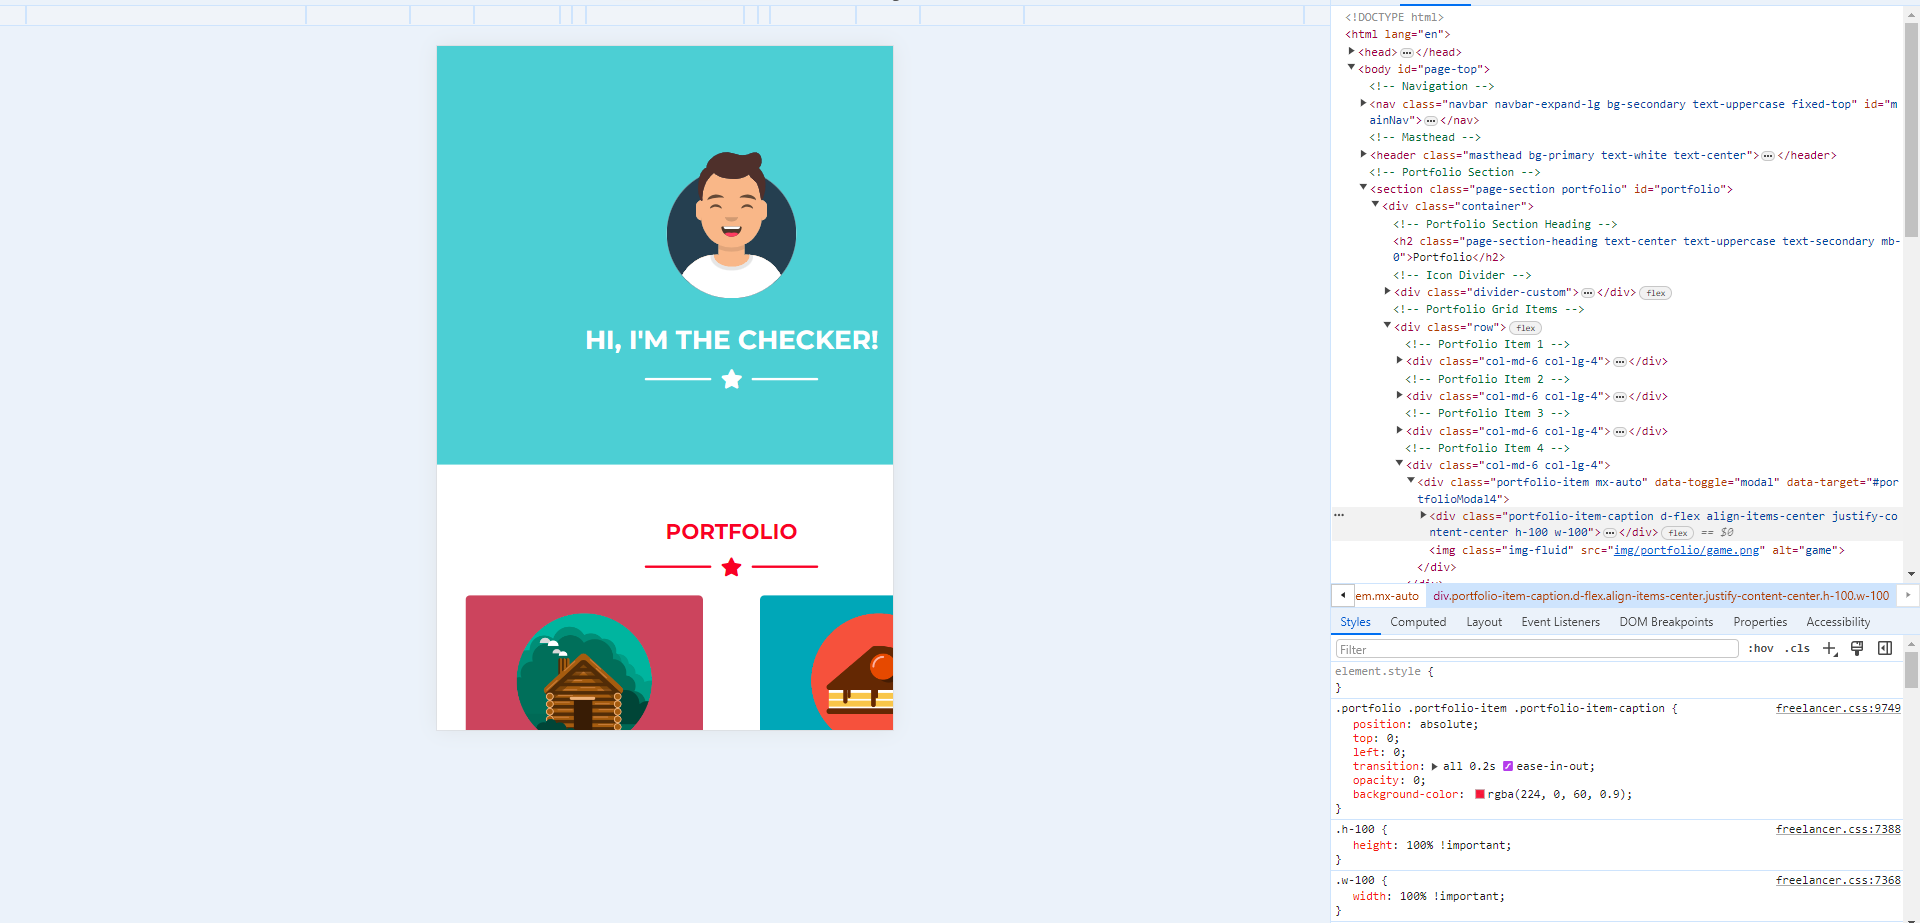 HI, I'M THE CHECKER!
PORTFOLIO
<!DOCTYPE html>
<html lang="en">
<head> ••• </head>
<body id="page-top">
<!-- Navigation -->
<nav class="navbar navbar-expand-lg bg-secondary text-uppercase fixed-top" id="m
ainNav"> ••• </nav>
<!-- Masthead -->
<header class="masthead bg-primary text-white text-center"> ••• </header>
<!-- Portfolio Section -->
<section class="page-section portfolio" id="portfolio">
<div class="container">
<!-- Portfolio Section Heading -->
<h2 class="page-section-heading text-center text-uppercase text-secondary mb-
0">Portfolio</h2>
<!-- Icon Divider -->
<div class="divider-custom"> ••• </div> flex
<!-- Portfolio Grid Items -->
<div class="row"> flex
<!-- Portfolio Item 1 -->
<div class="col-md-6 col-lg-4"> ••• </div>
<!-- Portfolio Item 2 -->
<div class="col-md-6 col-lg-4"> ••• </div>
<!-- Portfolio Item 3 -->
<div class="col-md-6 col-lg-4"> ••• </div>
<!-- Portfolio Item 4 -->
<div class="col-md-6 col-lg-4">
<div class="portfolio-item mx-auto" data-toggle="modal" data-target="#por
tfolioModal4">
••• <div class="portfolio-item-caption d-flex align-items-center justify-co
ntent-center h-100 w-100"> ••• </div> flex == $0
<img class="img-fluid" src="img/portfolio/game.png" alt="game">
</div>
</div>
em.mx-auto div.portfolio-item-caption.d-flex.align-items-center.justify-content-center.h-100.w-100
Styles Computed Layout Event Listeners DOM Breakpoints Properties Accessibility
Filter :hov .cls
element.style {
}
.portfolio .portfolio-item .portfolio-item-caption { freelancer.css:9749
position: absolute;
top: 0;
left: 0;
transition: all 0.2s ease-in-out;
opacity: 0;
background-color: rgba(224, 0, 60, 0.9);
}
.h-100 { freelancer.css:7388
height: 100% !important;
}
.w-100 { freelancer.css:7368
width: 100% !important;
}